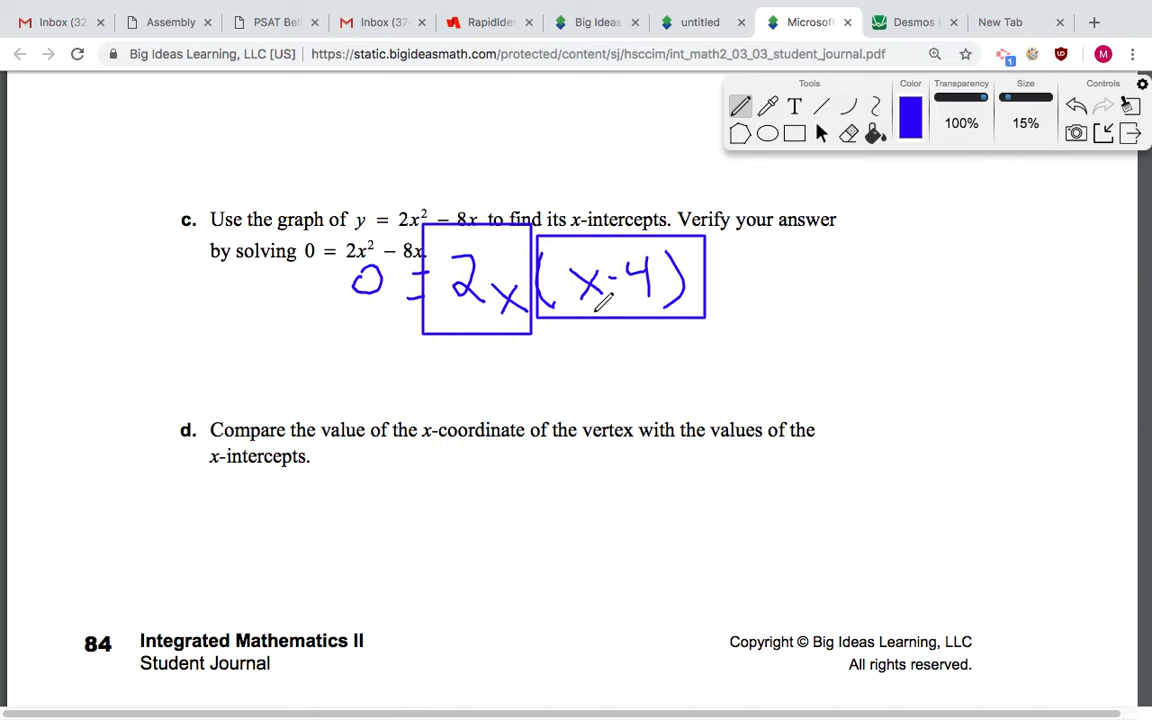 Inbox (32
Assembly
PSAT Bel
Inbox (37
RapidIder
Big Ideas
untitled
Microsoft
Desmos
New Tab
Big Ideas Learning, LLC [US] https://static.bigideasmath.com/protected/content/sj/hsccim/int_math2_03_03_student_journal.pdf
1
M
Tools Color Transparency Size Controls
T
100% 15%
c. Use the graph of y = 2x² − 8x to find its x-intercepts. Verify your answer
by solving 0 = 2x² − 8x.
0 = 2x (x-4)
d. Compare the value of the x-coordinate of the vertex with the values of the
x-intercepts.
84 Integrated Mathematics II
Student Journal
Copyright © Big Ideas Learning, LLC
All rights reserved.